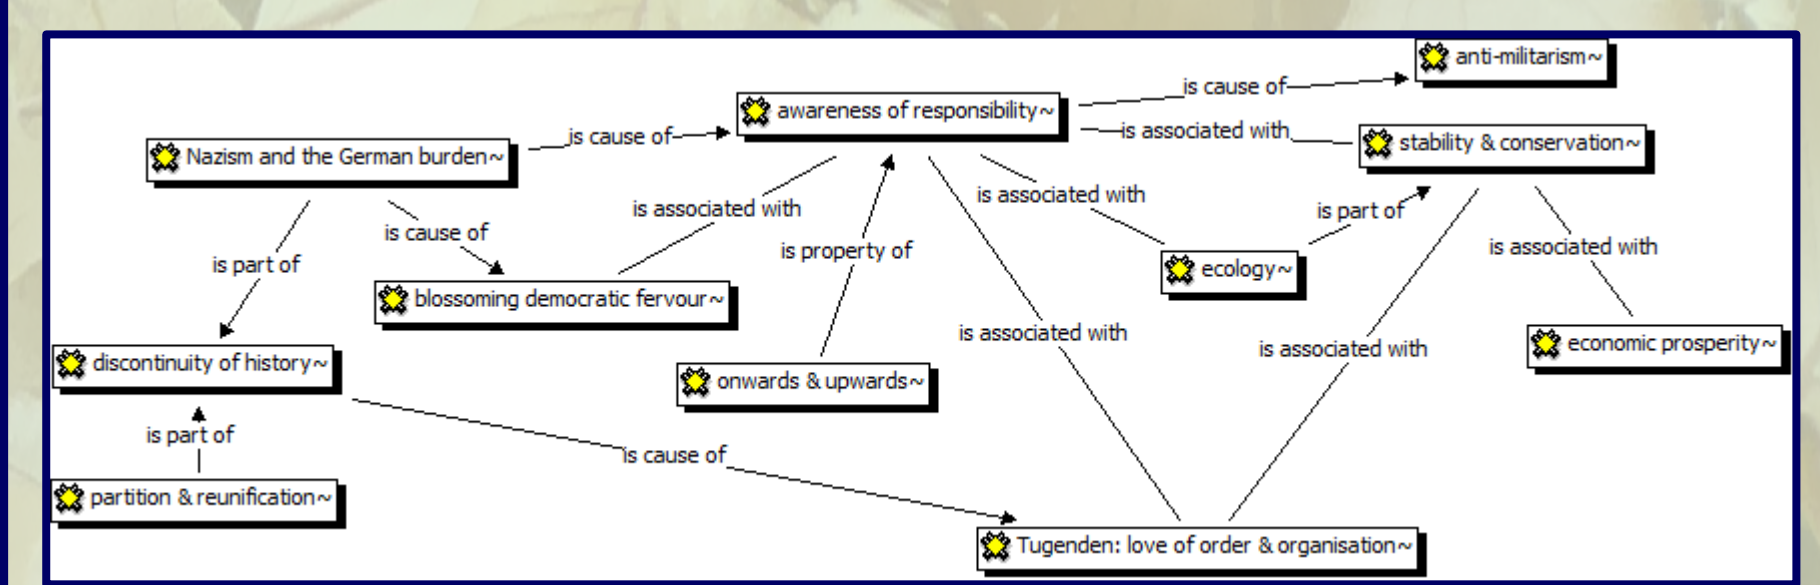 anti-militarism~
is cause of
awareness of responsibility~
is associated with
stability & conservation~
is cause of
Nazism and the German burden~
is associated with
is associated with
is part of
is cause of
is property of
is associated with
is part of
ecology~
blossoming democratic fervour~
is associated with
is associated with
economic prosperity~
discontinuity of history~
onwards & upwards~
is part of
is cause of
partition & reunification~
Tugenden: love of order & organisation~